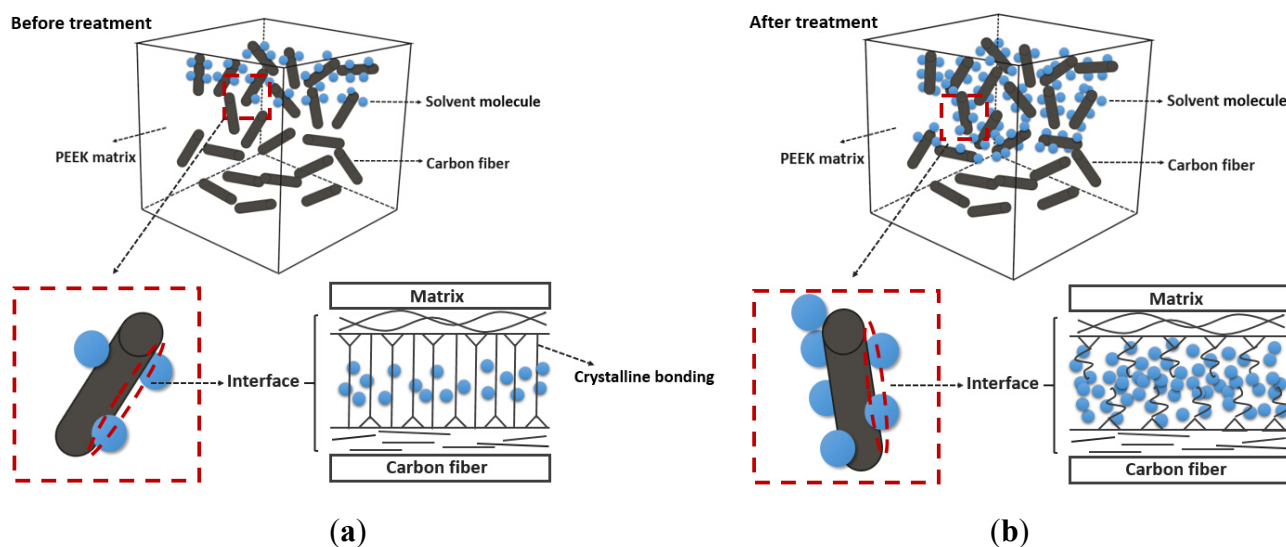 Before treatment
Solvent molecule
PEEK matrix
Carbon fiber
Matrix
Interface
Crystalline bonding
Carbon fiber
(a)
After treatment
Solvent molecule
PEEK matrix
Carbon fiber
Matrix
Interface
Carbon fiber
(b)